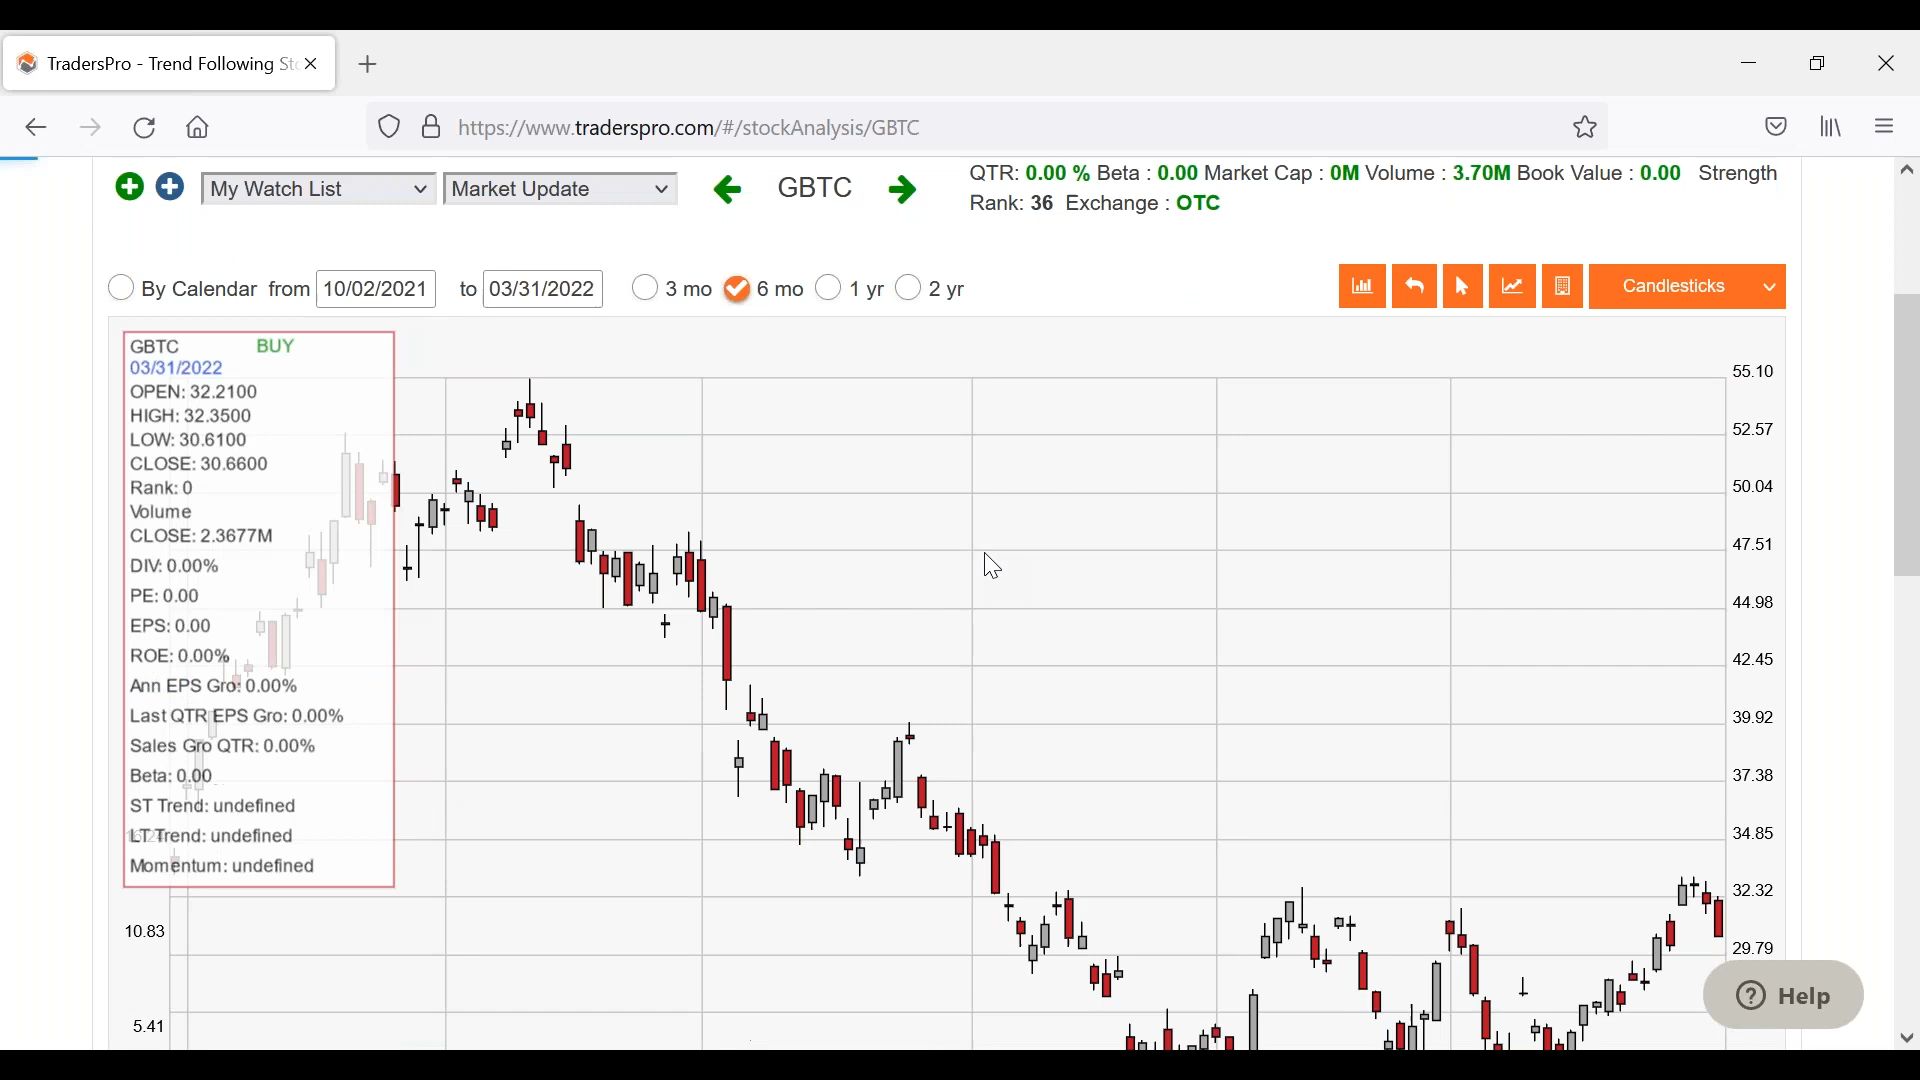 TradersPro - Trend Following Sto
https://www.traderspro.com/#/stockAnalysis/GBTC
My Watch List
Market Update
GBTC
QTR: 0.00 % Beta : 0.00 Market Cap : 0M Volume : 3.70M Book Value : 0.00 Strength
Rank: 36 Exchange : OTC
By Calendar from 10/02/2021 to 03/31/2022 3 mo 6 mo 1 yr 2 yr
Candlesticks
GBTC BUY
03/31/2022
OPEN: 32.2100
HIGH: 32.3500
LOW: 30.6100
CLOSE: 30.6600
Rank: 0
Volume
CLOSE: 2.3677M
DIV: 0.00%
PE: 0.00
EPS: 0.00
ROE: 0.00%
Ann EPS Gro: 0.00%
Last QTR EPS Gro: 0.00%
Sales Gro QTR: 0.00%
Beta: 0.00
ST Trend: undefined
LT Trend: undefined
Momentum: undefined
10.83
5.41
55.10
52.57
50.04
47.51
44.98
42.45
39.92
37.38
34.85
32.32
29.79
Help